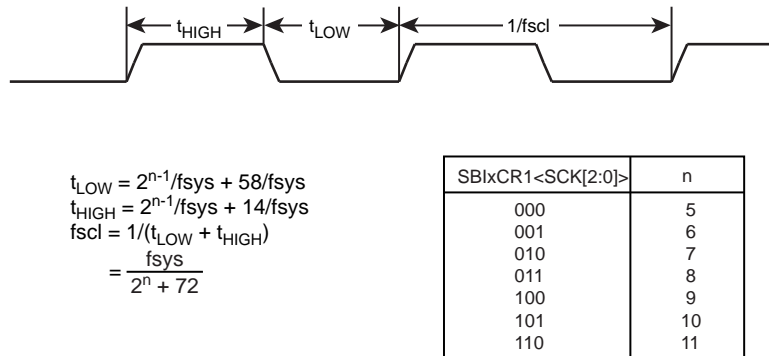 tHIGH tLOW 1/fscl
tLOW = 2n-1/fsys + 58/fsys
tHIGH = 2n-1/fsys + 14/fsys
fscl = 1/(tLOW + tHIGH)
= fsys
2n + 72
SBIxCR1<SCK[2:0]> n
000 5
001 6
010 7
011 8
100 9
101 10
110 11